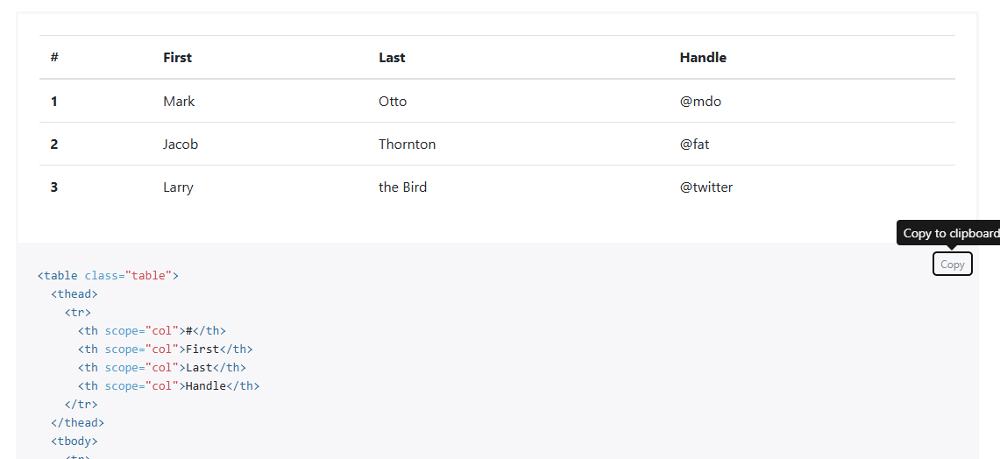 # First Last Handle
1 Mark Otto @mdo
2 Jacob Thornton @fat
3 Larry the Bird @twitter
Copy to clipboard
Copy
<table class="table">
<thead>
<tr>
<th scope="col">#</th>
<th scope="col">First</th>
<th scope="col">Last</th>
<th scope="col">Handle</th>
</tr>
</thead>
<tbody>
<tr>